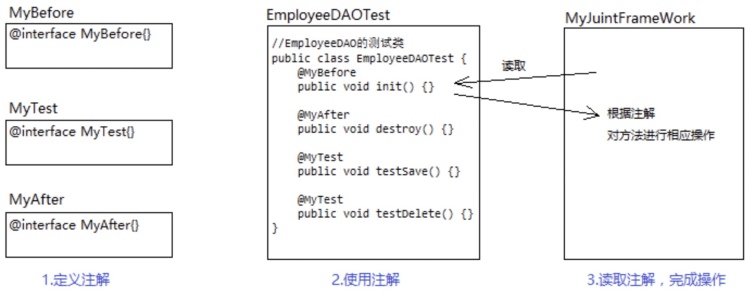 MyBefore
@interface MyBefore{}
MyTest
@interface MyTest{}
MyAfter
@interface MyAfter{}
1.定义注解
EmployeeDAOTest
//EmployeeDAO的测试类
public class EmployeeDAOTest {
@MyBefore
public void init() {}
@MyAfter
public void destroy() {}
@MyTest
public void testSave() {}
@MyTest
public void testDelete() {}
}
2.使用注解
读取
MyJuintFrameWork
根据注解
对方法进行相应操作
3.读取注解，完成操作